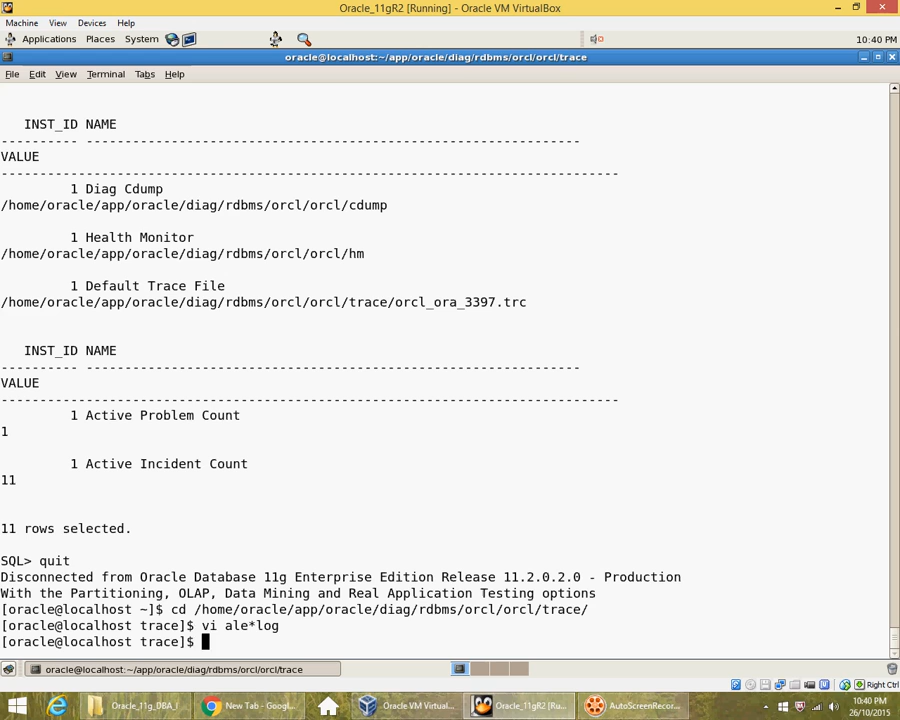 Oracle_11gR2 [Running] - Oracle VM VirtualBox
Machine View Devices Help
Applications Places System 10:40 PM
oracle@localhost:~/app/oracle/diag/rdbms/orcl/orcl/trace
File Edit View Terminal Tabs Help
INST_ID NAME
---------- ----------------------------------------------------------------
VALUE
--------------------------------------------------------------------------------
1 Diag Cdump
/home/oracle/app/oracle/diag/rdbms/orcl/orcl/cdump
1 Health Monitor
/home/oracle/app/oracle/diag/rdbms/orcl/orcl/hm
1 Default Trace File
/home/oracle/app/oracle/diag/rdbms/orcl/orcl/trace/orcl_ora_3397.trc
INST_ID NAME
---------- ----------------------------------------------------------------
VALUE
--------------------------------------------------------------------------------
1 Active Problem Count
1
1 Active Incident Count
11
11 rows selected.
SQL> quit
Disconnected from Oracle Database 11g Enterprise Edition Release 11.2.0.2.0 - Production
With the Partitioning, OLAP, Data Mining and Real Application Testing options
[oracle@localhost ~]$ cd /home/oracle/app/oracle/diag/rdbms/orcl/orcl/trace/
[oracle@localhost trace]$ vi ale*log
[oracle@localhost trace]$
oracle@localhost:~/app/oracle/diag/rdbms/orcl/orcl/trace
Right Ctrl
Oracle_11g_DBA_I New Tab - Google... Oracle VM Virtual... Oracle_11gR2 [Ru... AutoScreenRecor... 10:40 PM
26/10/2015